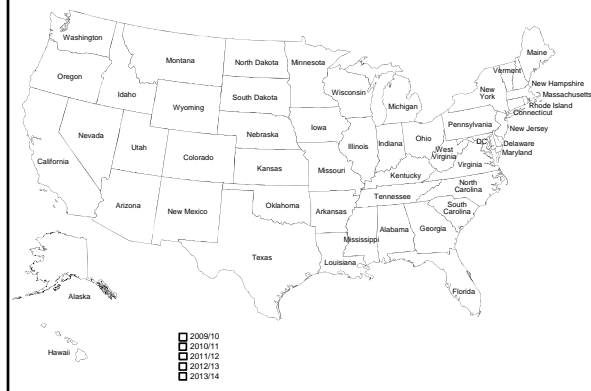 Washington
Maine
Montana
North Dakota
Minnesota
Vermont
Oregon
New Hampshire
Idaho
South Dakota
Wisconsin
New
York
Massachusetts
Wyoming
Michigan
Rhode Island
Connecticut
Pennsylvania
New Jersey
Iowa
Nebraska
Nevada
Ohio
DC
Delaware
Utah
Illinois
Indiana
West
Virginia
Maryland
Colorado
California
Kansas
Missouri
Virginia
Kentucky
North
Carolina
Tennessee
Arizona
New Mexico
Oklahoma
Arkansas
South
Carolina
Alabama
Georgia
Mississippi
Texas
Louisiana
Florida
Alaska
Hawaii
2009/10
2010/11
2011/12
2012/13
2013/14